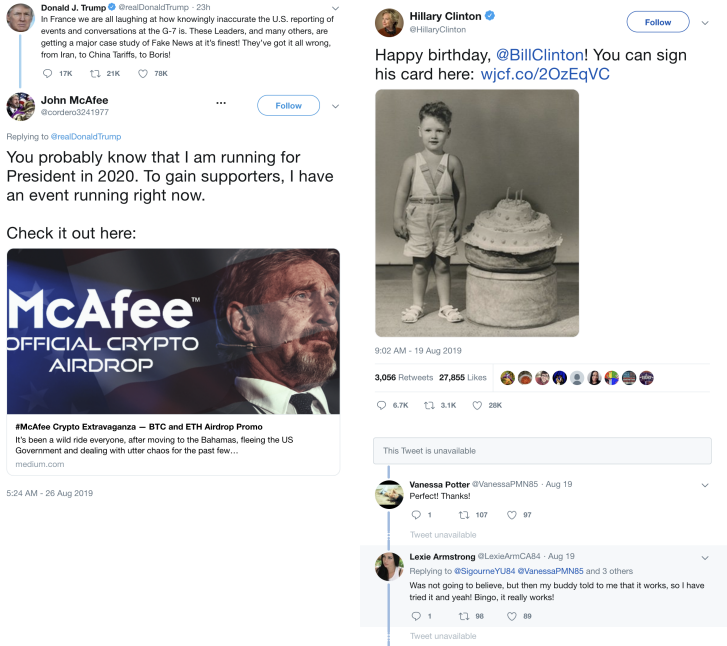 Donald J. Trump @realDonaldTrump · 23h
In France we are all laughing at how knowingly inaccurate the U.S. reporting of
events and conversations at the G-7 is. These Leaders, and many others, are
getting a major case study of Fake News at it's finest! They've got it all wrong,
from Iran, to China Tariffs, to Boris!
17K 21K 78K
John McAfee
@cordero3241977
Follow
Replying to @realDonaldTrump
You probably know that I am running for
President in 2020. To gain supporters, I have
an event running right now.
Check it out here:
McAfee™
OFFICIAL CRYPTO
AIRDROP
#McAfee Crypto Extravaganza — BTC and ETH Airdrop Promo
It's been a wild ride everyone, after moving to the Bahamas, fleeing the US
Government and dealing with utter chaos for the past few...
medium.com
5:24 AM - 26 Aug 2019
Hillary Clinton
@HillaryClinton
Follow
Happy birthday, @BillClinton! You can sign
his card here: wjcf.co/2OzEqVC
9:02 AM - 19 Aug 2019
3,056 Retweets 27,855 Likes
6.7K 3.1K 28K
This Tweet is unavailable
Vanessa Potter @VanessaPMN85 · Aug 19
Perfect! Thanks!
1 107 97
Tweet unavailable
Lexie Armstrong @LexieArmCA84 · Aug 19
Replying to @SigourneYU84 @VanessaPMN85 and 3 others
Was not going to believe, but then my buddy told to me that it works, so I have
tried it and yeah! Bingo, it really works!
1 98 89
Tweet unavailable